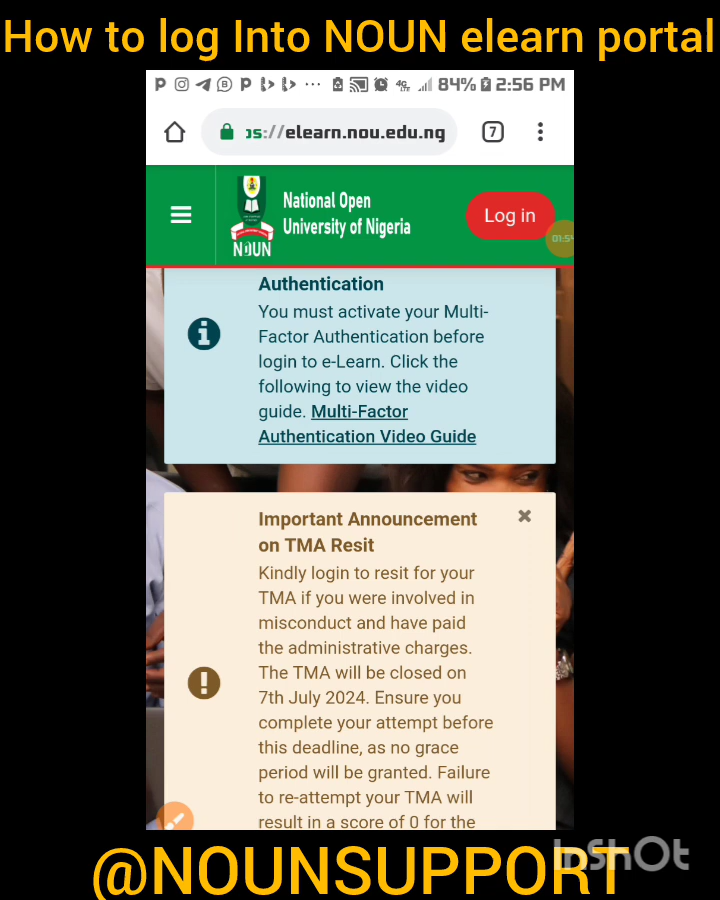 How to log Into NOUN elearn portal
84% 2:56 PM
os://elearn.nou.edu.ng
7
National Open
University of Nigeria
NOUN
Log in
01:54
Authentication
You must activate your Multi-
Factor Authentication before
login to e-Learn. Click the
following to view the video
guide. Multi-Factor
Authentication Video Guide
Important Announcement
on TMA Resit
Kindly login to resit for your
TMA if you were involved in
misconduct and have paid
the administrative charges.
The TMA will be closed on
7th July 2024. Ensure you
complete your attempt before
this deadline, as no grace
period will be granted. Failure
to re-attempt your TMA will
result in a score of 0 for the
@NOUNSUPPORT
InShOt